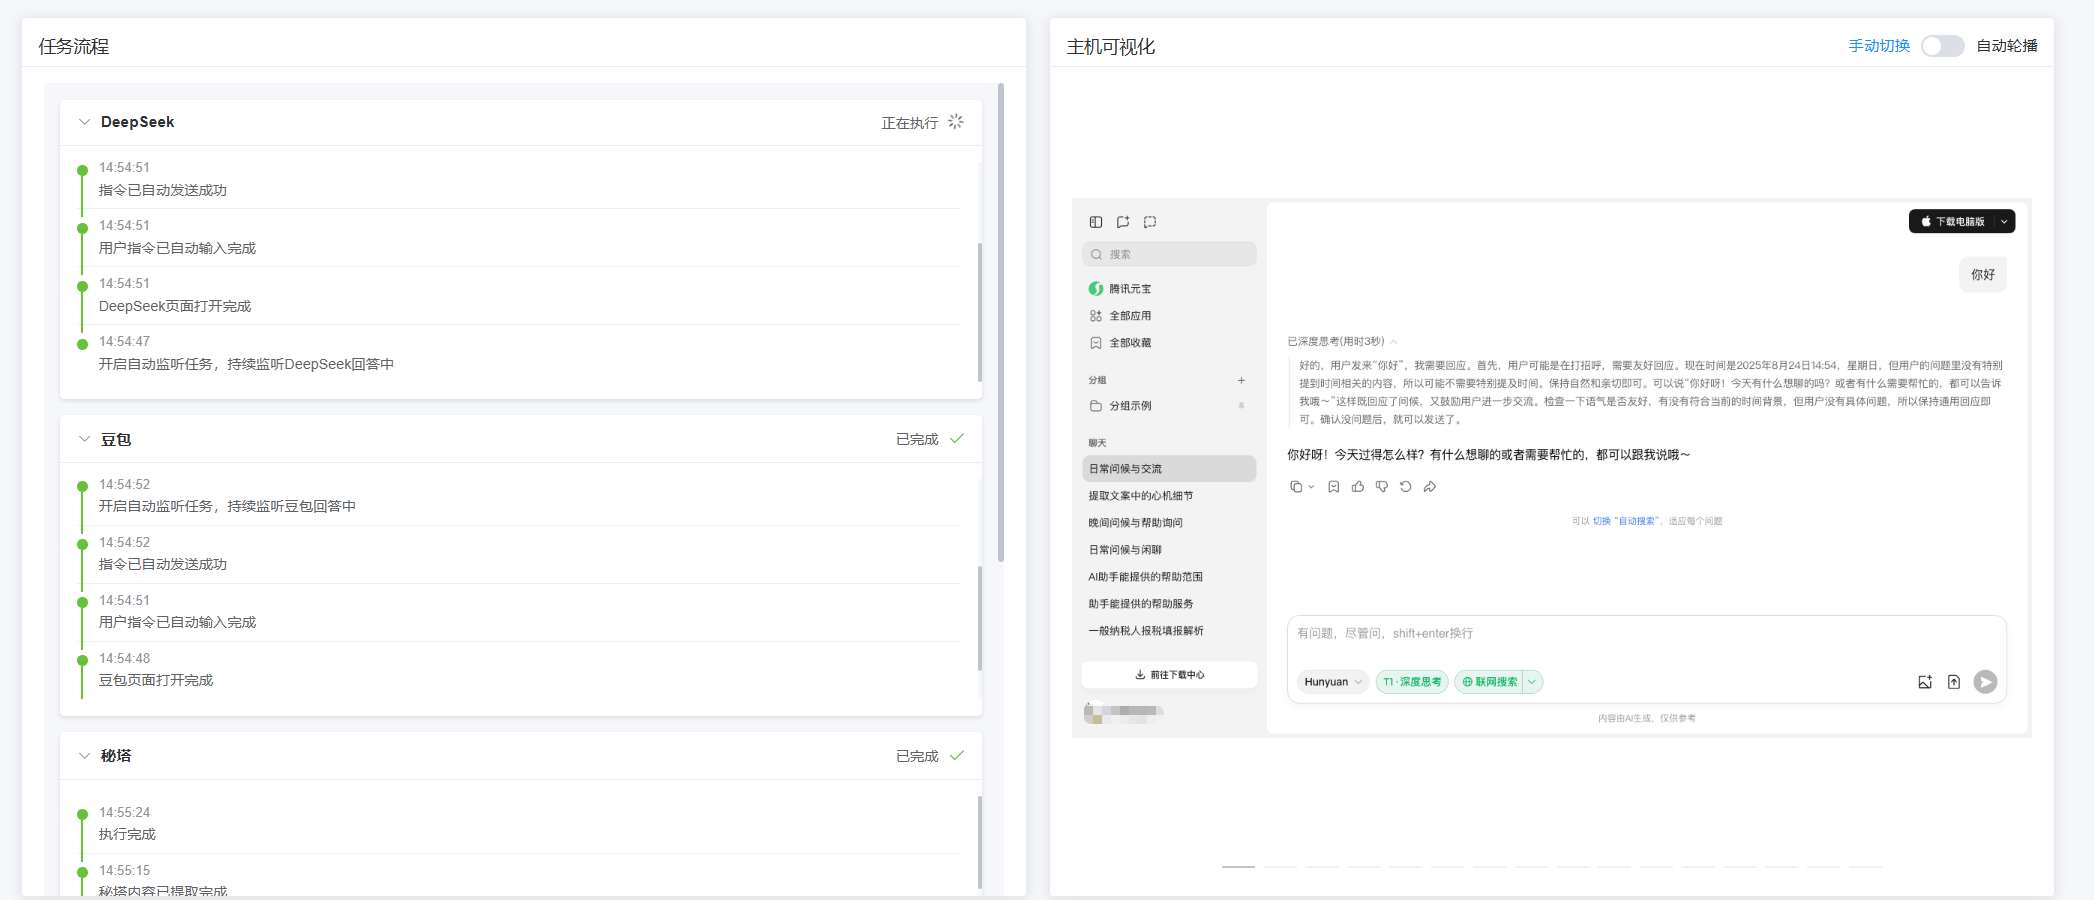 任务流程
DeepSeek
正在执行
14:54:51
指令已自动发送成功
14:54:51
用户指令已自动输入完成
14:54:51
DeepSeek页面打开完成
14:54:47
开启自动监听任务，持续监听DeepSeek回答中
豆包
已完成
14:54:52
开启自动监听任务，持续监听豆包回答中
14:54:52
指令已自动发送成功
14:54:51
用户指令已自动输入完成
14:54:48
豆包页面打开完成
秘塔
已完成
14:55:24
执行完成
14:55:15
秘塔内容已提取完成
主机可视化
手动切换
自动轮播
搜索
腾讯元宝
全部应用
全部收藏
分组
分组示例
聊天
日常问候与交流
提取文案中的心机细节
晚间问候与帮助询问
日常问候与闲聊
AI助手能提供的帮助范围
助手能提供的帮助服务
一般纳税人报税填报解析
前往下载中心
下载电脑版
你好
已深度思考(用时3秒)
好的，用户发来“你好”，我需要回应。首先，用户可能是在打招呼，需要友好回应。现在时间是2025年8月24日14:54，星期日，但用户的问题里没有特别
提到时间相关的内容，所以可能不需要特别提及时间。保持自然和亲切即可。可以说“你好呀！今天有什么想聊的吗？或者有什么需要帮忙的，都可以告诉
我哦～”这样既回应了问候，又鼓励用户进一步交流。检查一下语气是否友好，有没有符合当前的时间背景，但用户没有具体问题，所以保持通用回应即
可。确认没问题后，就可以发送了。
你好呀！今天过得怎么样？有什么想聊的或者需要帮忙的，都可以跟我说哦～
可以 切换 “自动搜索”，适应每个问题
有问题，尽管问，shift+enter换行
Hunyuan
T1 · 深度思考
联网搜索
内容由AI生成，仅供参考